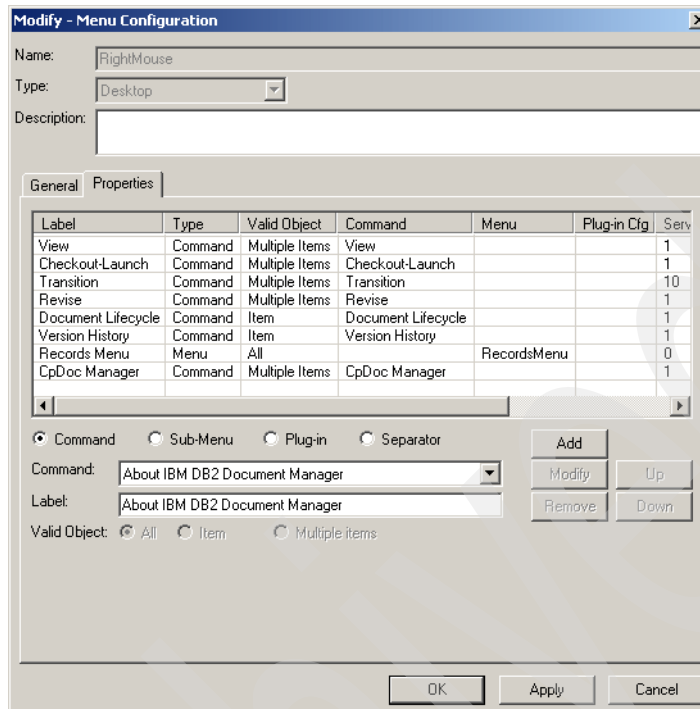 Modify - Menu Configuration
Name: RightMouse
Type: Desktop
Description:
General Properties
Label Type Valid Object Command Menu Plug-in Cfg Serv
View Command Multiple Items View 1
Checkout-Launch Command Multiple Items Checkout-Launch 1
Transition Command Multiple Items Transition 10
Revise Command Multiple Items Revise 1
Document Lifecycle Command Item Document Lifecycle 1
Version History Command Item Version History 1
Records Menu Menu All RecordsMenu 0
CpDoc Manager Command Multiple Items CpDoc Manager 1
Command Sub-Menu Plug-in Separator Add
Command: About IBM DB2 Document Manager Modify Up
Label: About IBM DB2 Document Manager Remove Down
Valid Object: All Item Multiple items
OK Apply Cancel